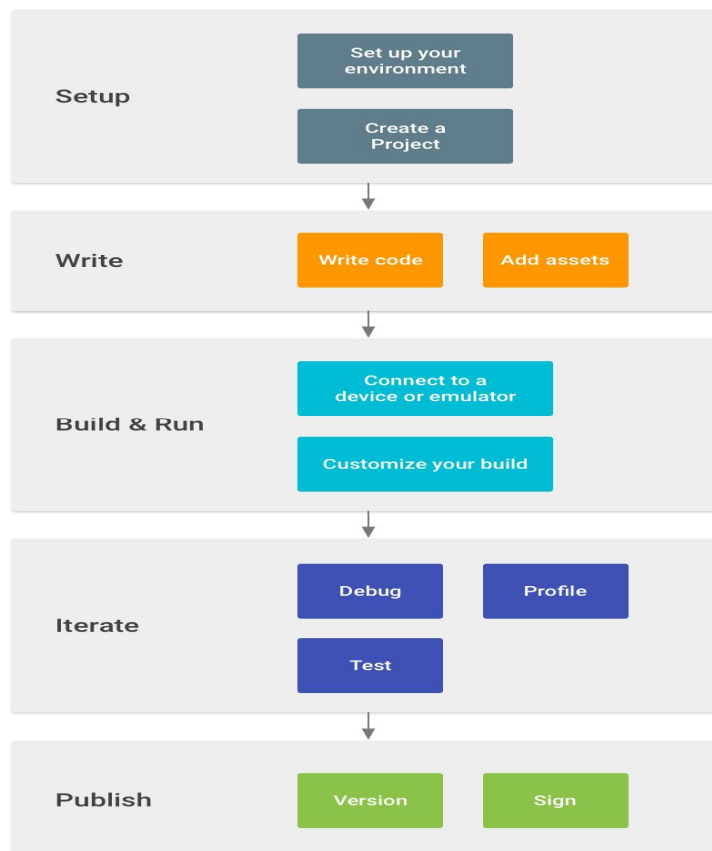 Setup
Set up your
environment
Create a
Project
Write
Write code
Add assets
Build & Run
Connect to a
device or emulator
Customize your build
Iterate
Debug
Profile
Test
Publish
Version
Sign